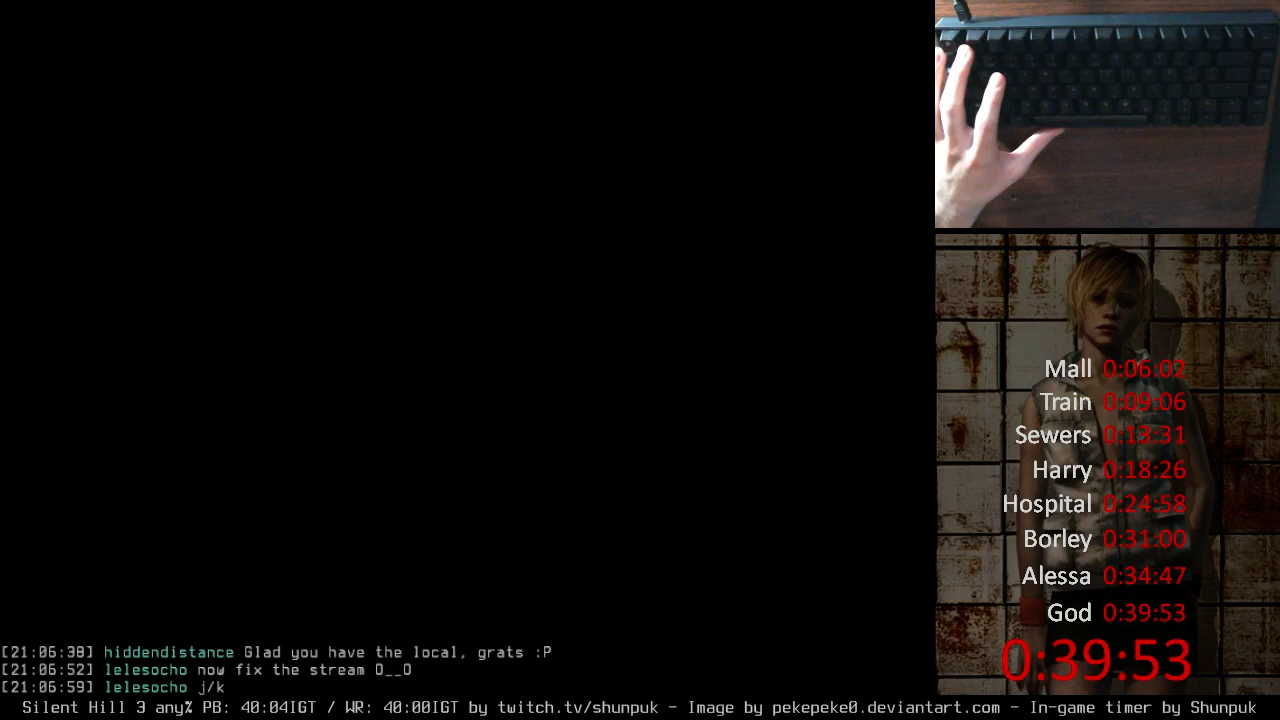 Mall 0:06:02
Train 0:09:06
Sewers 0:13:31
Harry 0:18:26
Hospital 0:24:58
Borley 0:31:00
Alessa 0:34:47
God 0:39:53
0:39:53
[21:06:38] hiddendistance Glad you have the local, grats :P
[21:06:52] lelesocho now fix the stream O__O
[21:06:59] lelesocho j/k
Silent Hill 3 any% PB: 40:04IGT / WR: 40:00IGT by twitch.tv/shunpuk - Image by pekepeke0.deviantart.com - In-game timer by Shunpuk